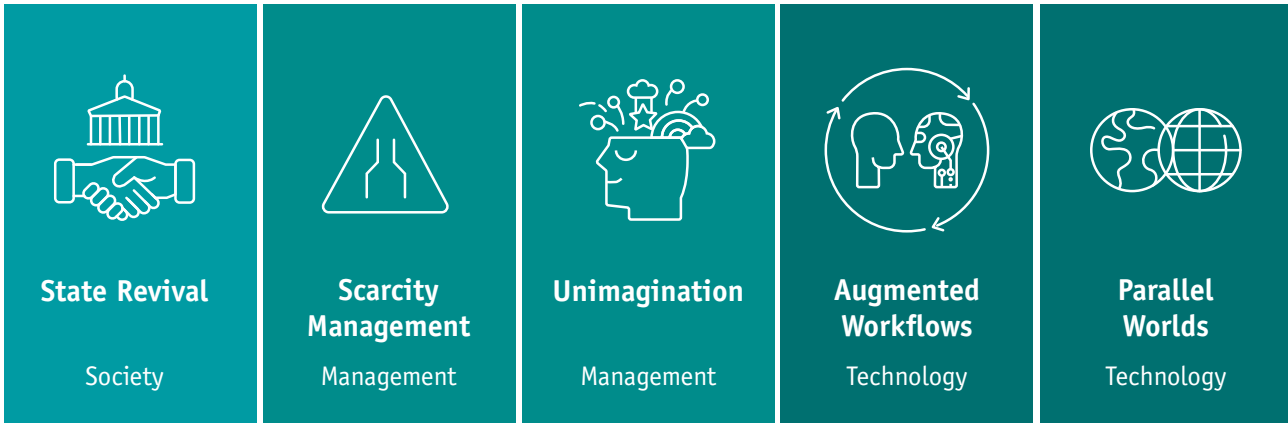 State Revival
Society
Scarcity
Management
Management
Unimagination
Management
Augmented
Workflows
Technology
Parallel
Worlds
Technology